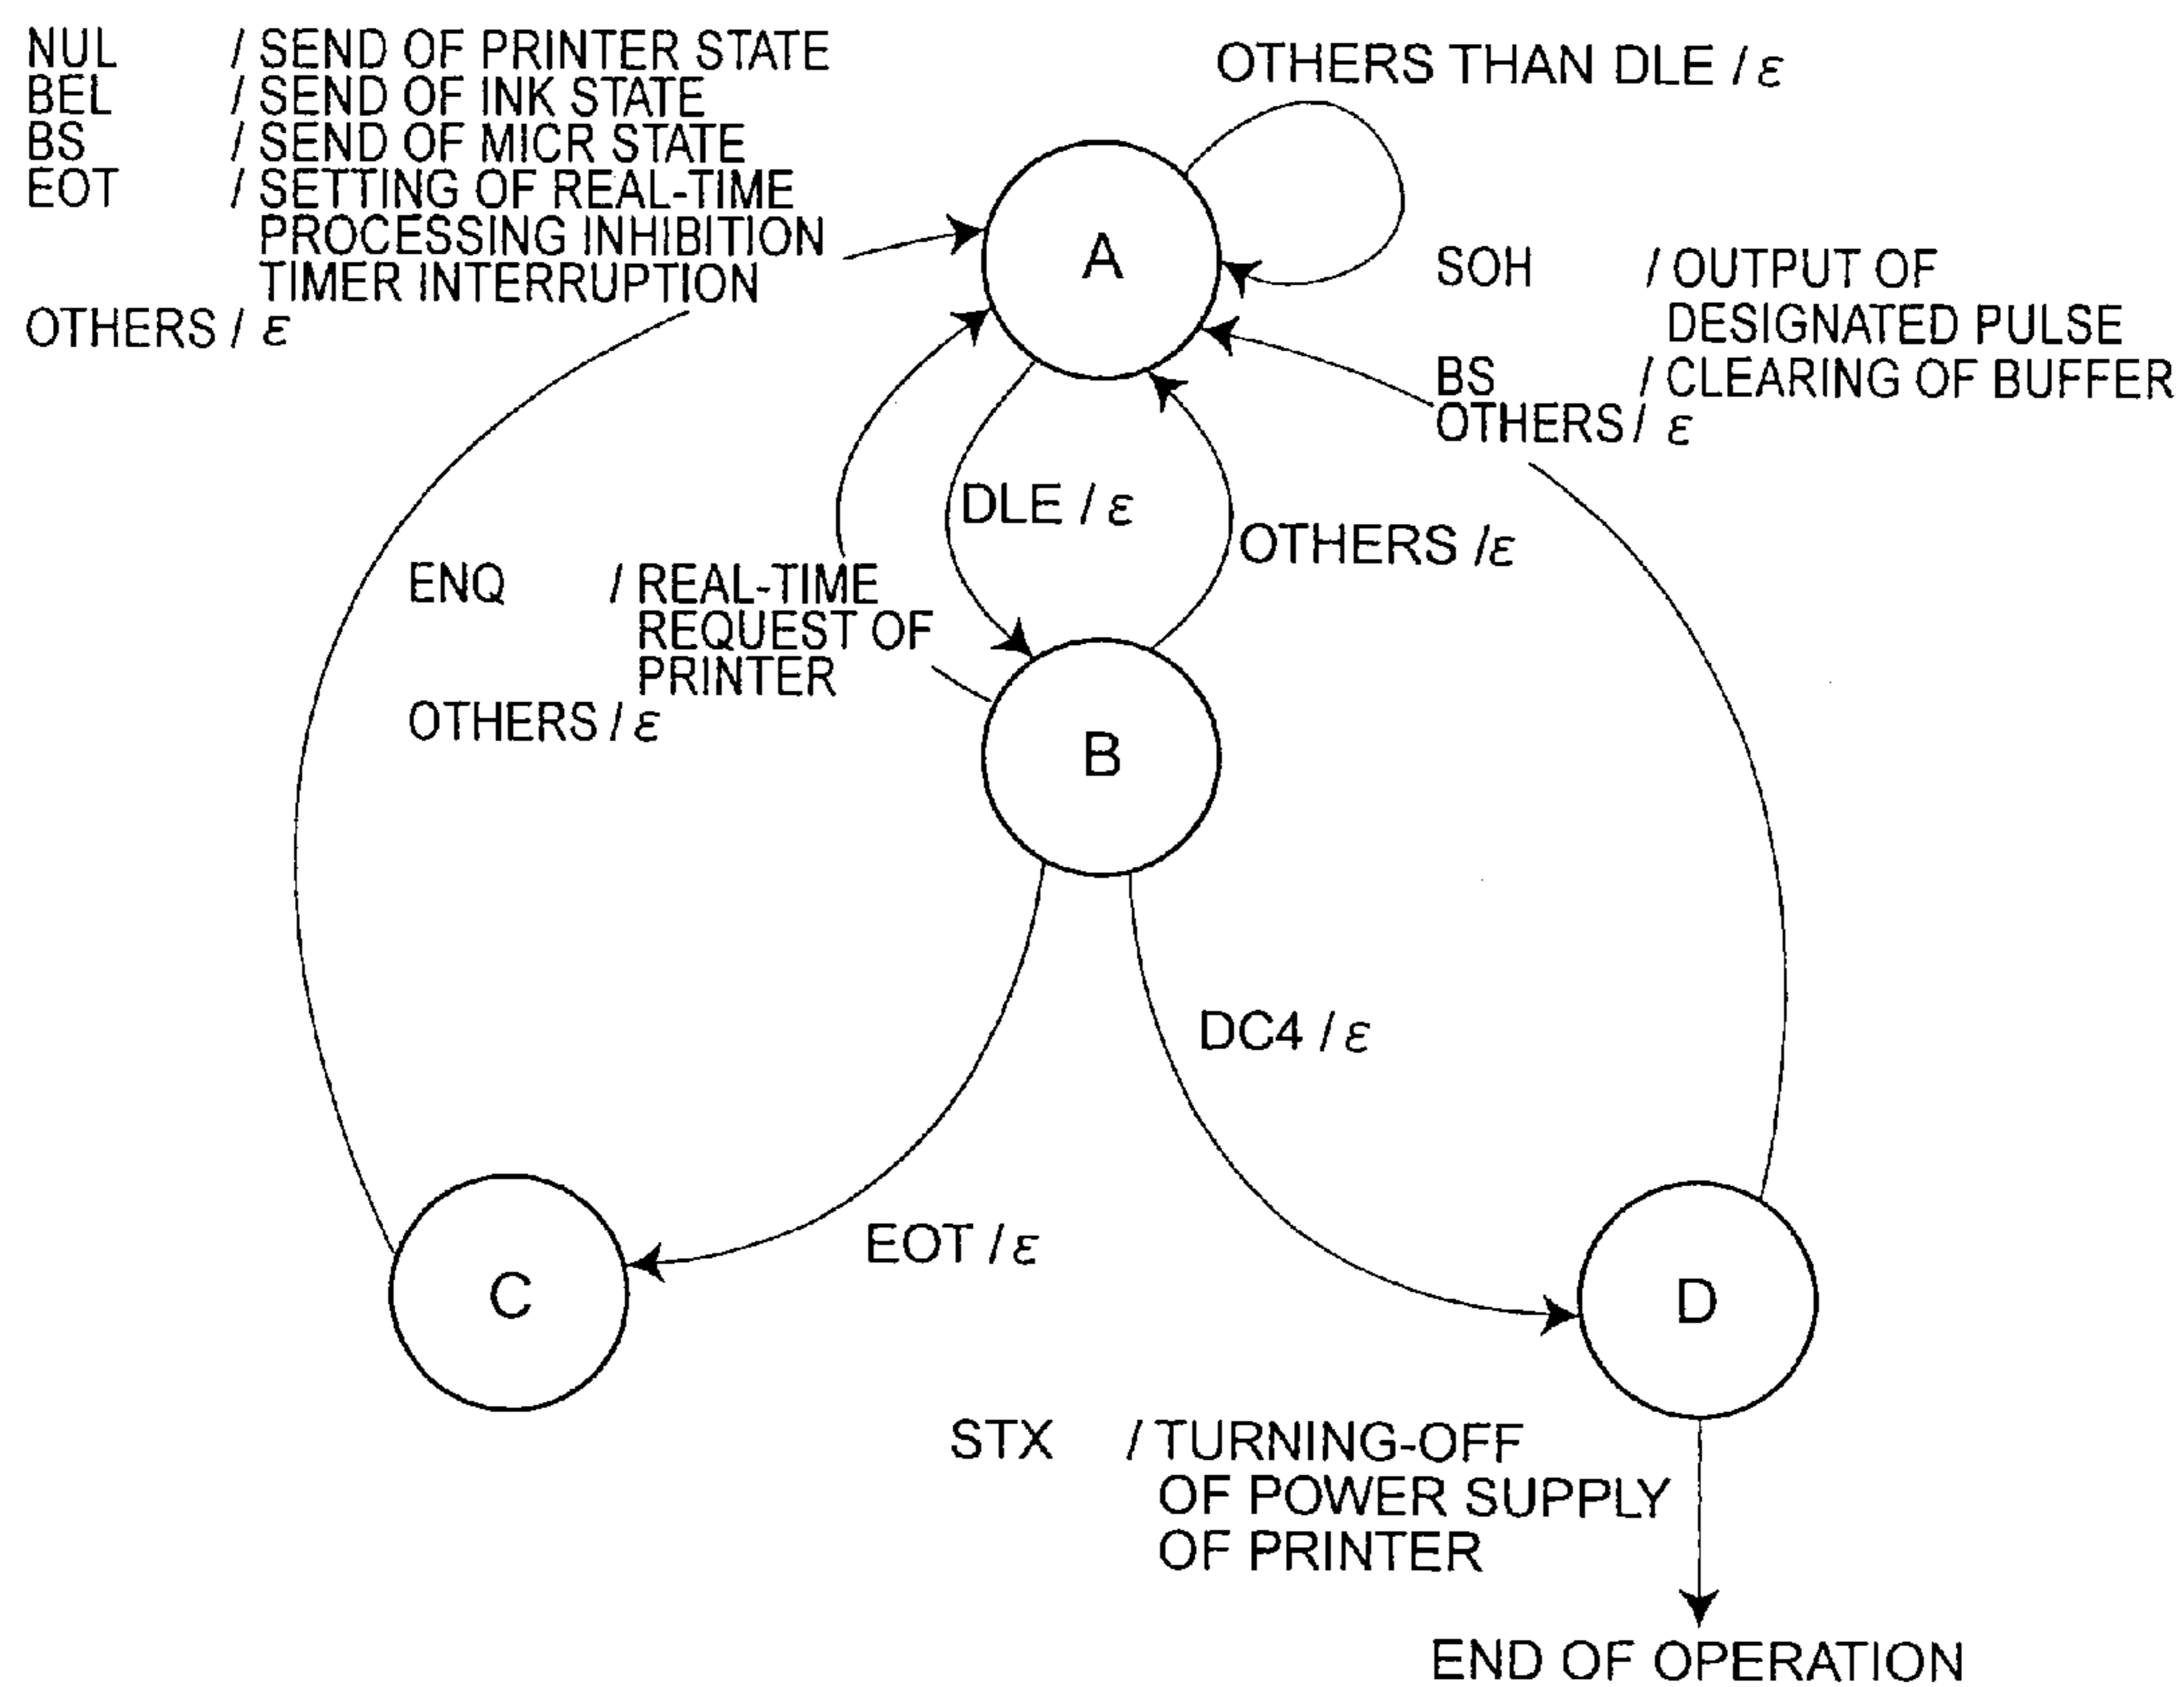 NUL / SEND OF PRINTER STATE
BEL / SEND OF INK STATE
BS / SEND OF MICR STATE
EOT / SETTING OF REAL-TIME
PROCESSING INHIBITION
TIMER INTERRUPTION
OTHERS / ε
OTHERS THAN DLE / ε
A
SOH / OUTPUT OF
DESIGNATED PULSE
BS / CLEARING OF BUFFER
OTHERS / ε
DLE / ε
OTHERS /ε
ENQ / REAL-TIME
REQUEST OF
PRINTER
OTHERS / ε
B
DC4 / ε
EOT / ε
C
D
STX / TURNING-OFF
OF POWER SUPPLY
OF PRINTER
END OF OPERATION